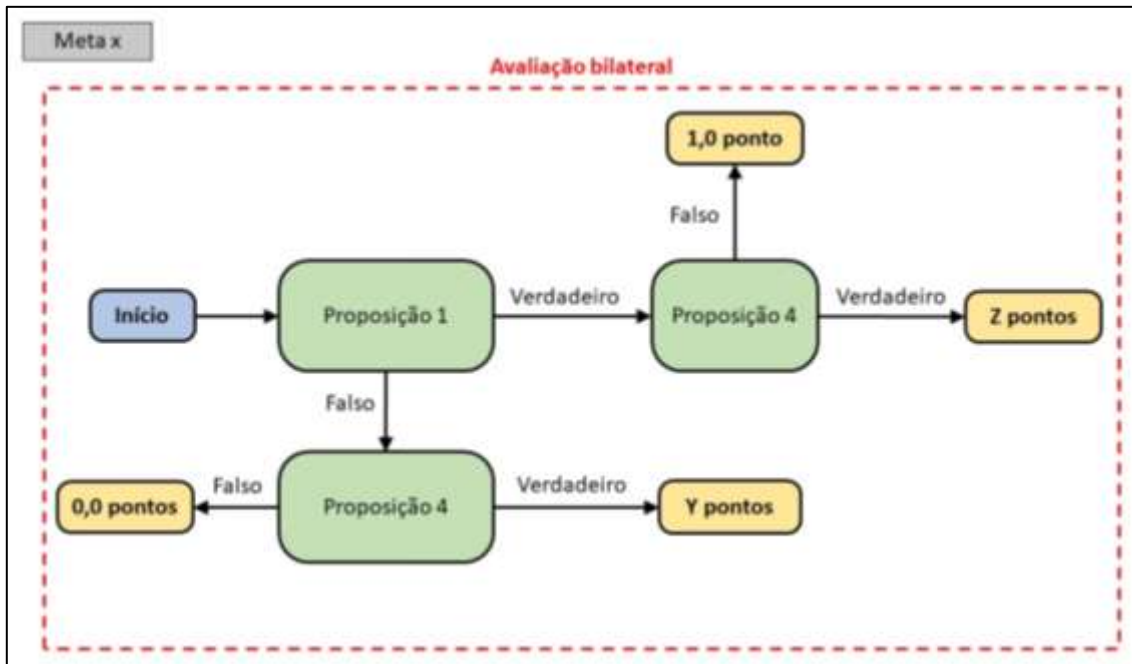 Meta x
Avaliação bilateral
1,0 ponto
Falso
Início
Proposição 1
Verdadeiro
Proposição 4
Verdadeiro
Z pontos
Falso
0,0 pontos
Falso
Proposição 4
Verdadeiro
Y pontos